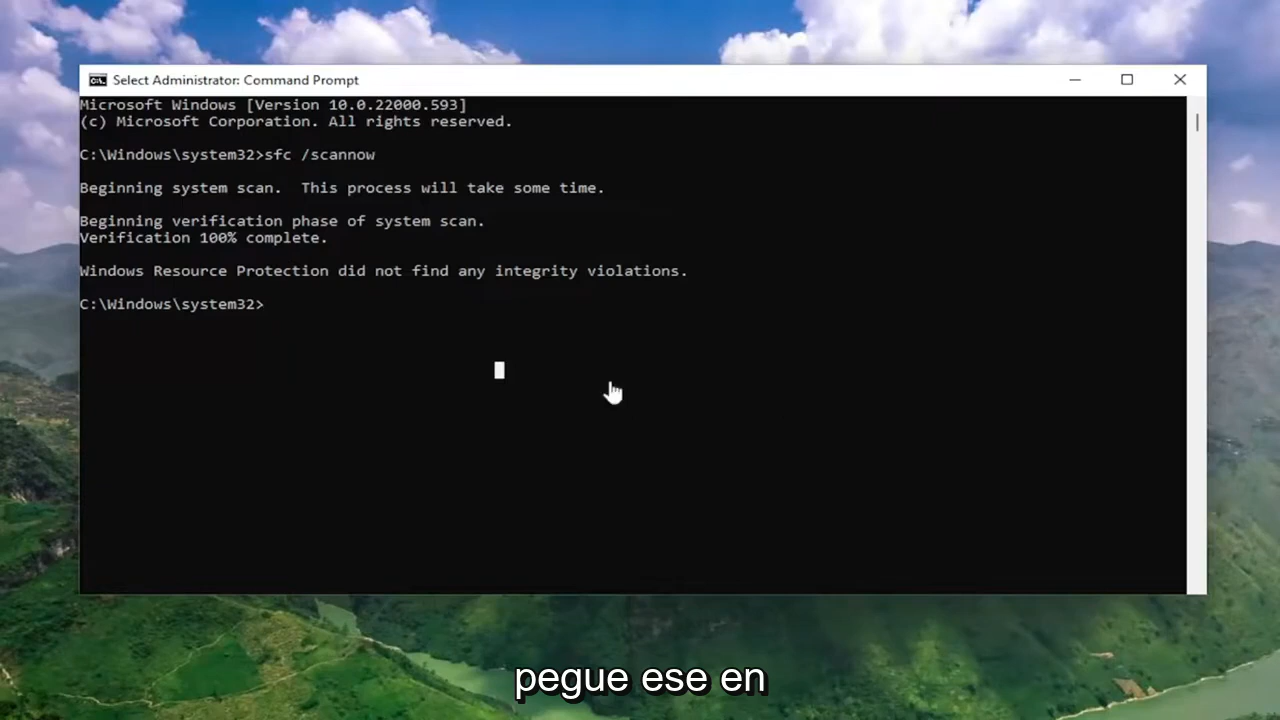 Select Administrator: Command Prompt
Microsoft Windows [Version 10.0.22000.593]
(c) Microsoft Corporation. All rights reserved.
C:\Windows\system32>sfc /scannow
Beginning system scan.  This process will take some time.
Beginning verification phase of system scan.
Verification 100% complete.
Windows Resource Protection did not find any integrity violations.
C:\Windows\system32>
pegue ese en